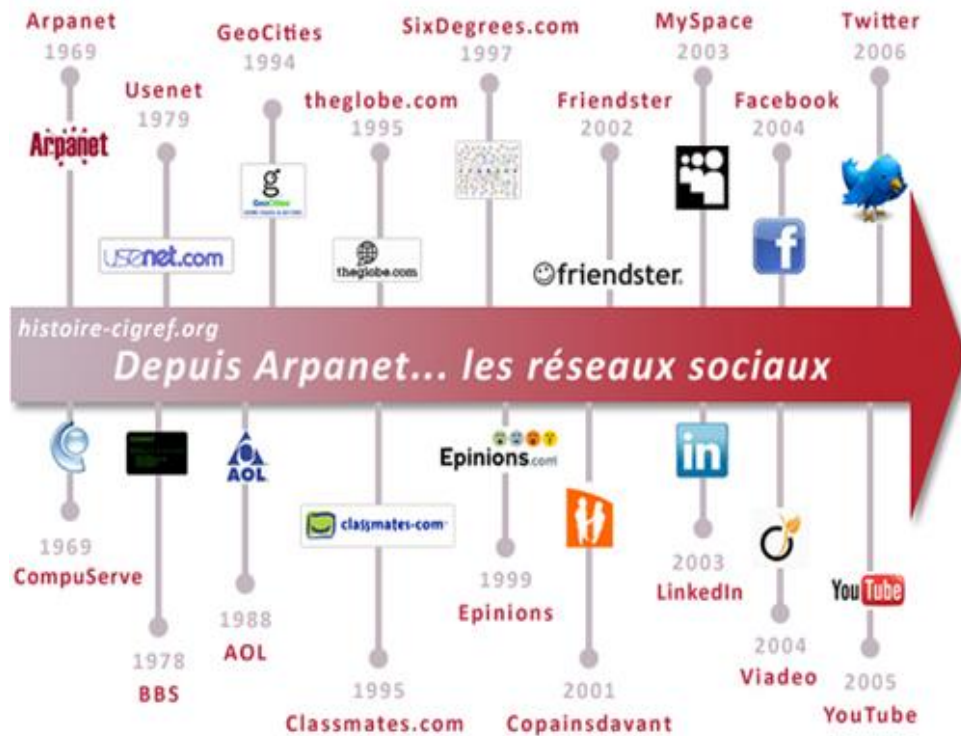 Arpanet
1969
Arpanet
Usenet
1979
usenet.com
GeoCities
1994
g
GeoCities
theglobe.com
1995
theglobe.com
SixDegrees.com
1997
Friendster
2002
friendster.
MySpace
2003
Facebook
2004
f
Twitter
2006
histoire-cigref.org
Depuis Arpanet... les réseaux sociaux
1969
CompuServe
1978
BBS
AOL
1988
AOL
classmates.com
1995
Classmates.com
Epinions.com
1999
Epinions
2001
Copainsdavant
in
2003
LinkedIn
2004
Viadeo
YouTube
2005
YouTube